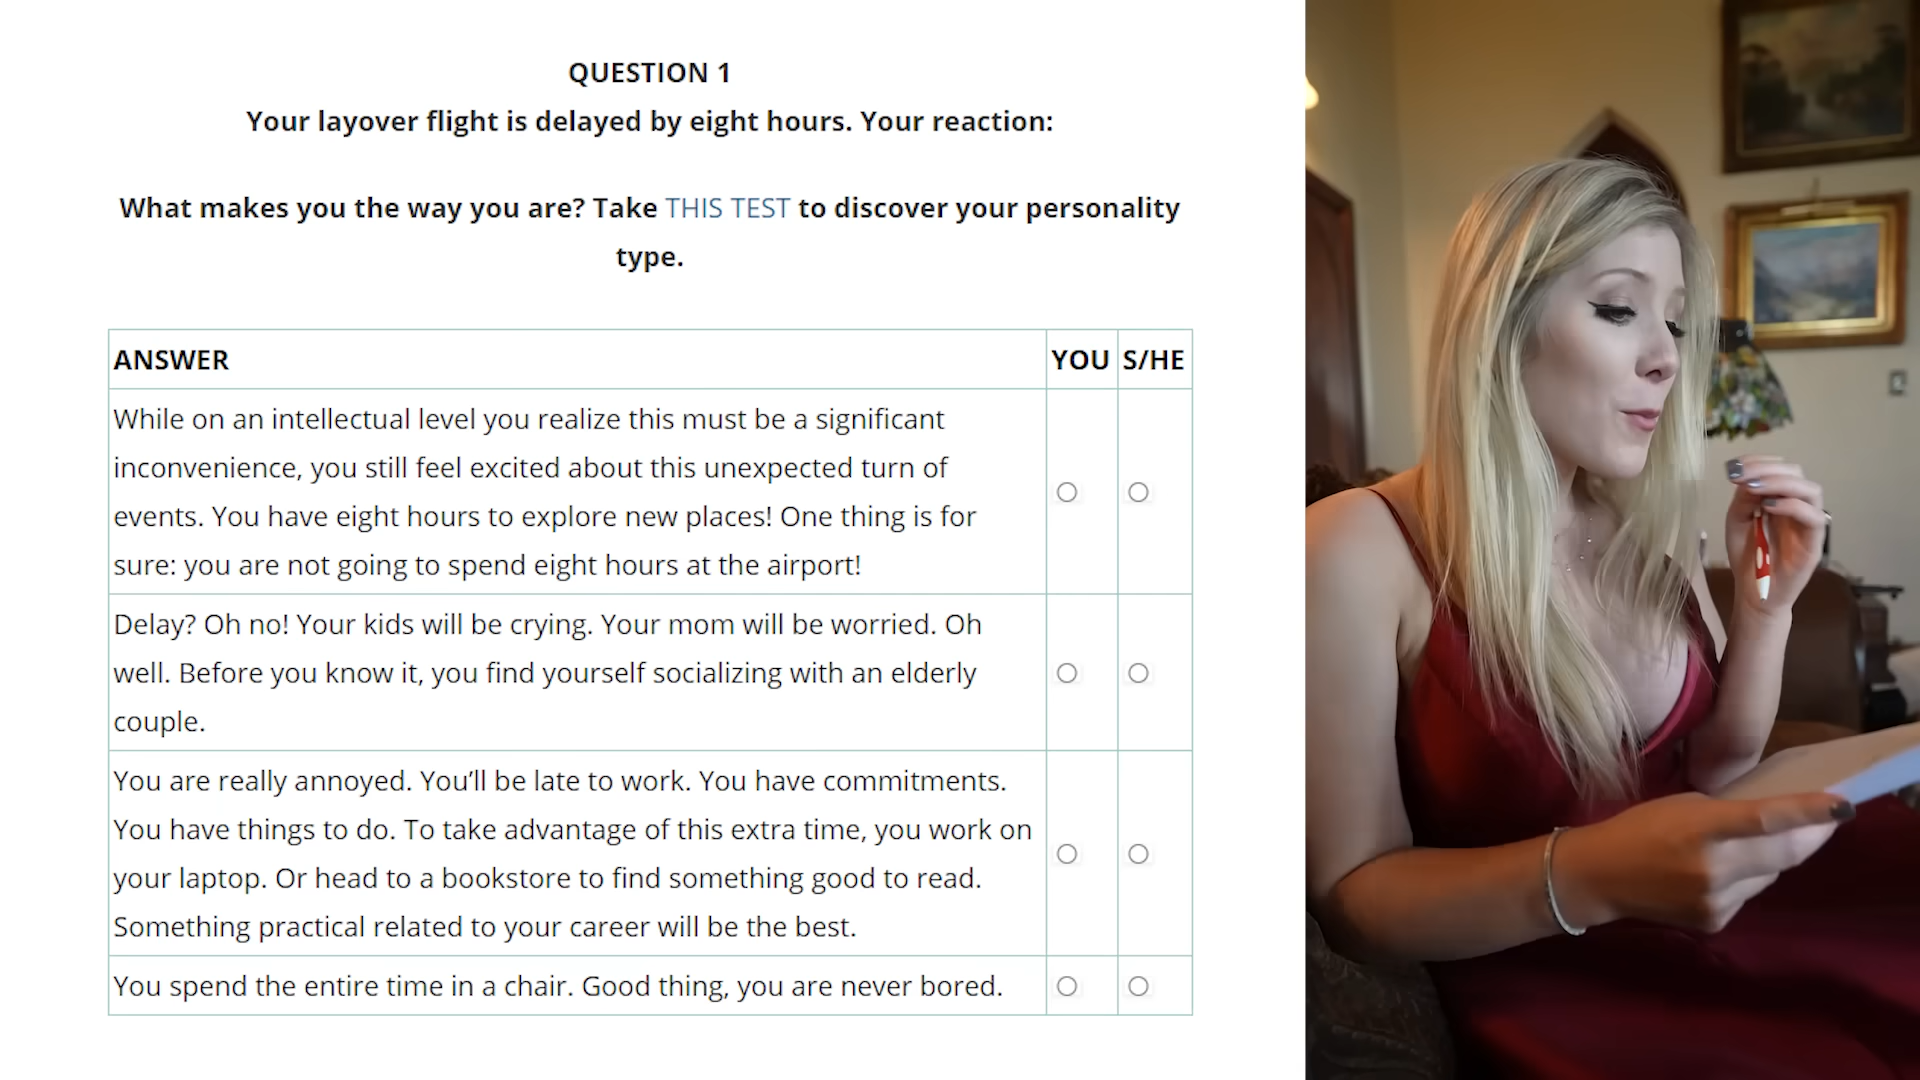 QUESTION 1
Your layover flight is delayed by eight hours. Your reaction:
What makes you the way you are? Take THIS TEST to discover your personality
type.
ANSWER YOU S/HE
While on an intellectual level you realize this must be a significant
inconvenience, you still feel excited about this unexpected turn of
events. You have eight hours to explore new places! One thing is for
sure: you are not going to spend eight hours at the airport!
Delay? Oh no! Your kids will be crying. Your mom will be worried. Oh
well. Before you know it, you find yourself socializing with an elderly
couple.
You are really annoyed. You’ll be late to work. You have commitments.
You have things to do. To take advantage of this extra time, you work on
your laptop. Or head to a bookstore to find something good to read.
Something practical related to your career will be the best.
You spend the entire time in a chair. Good thing, you are never bored.